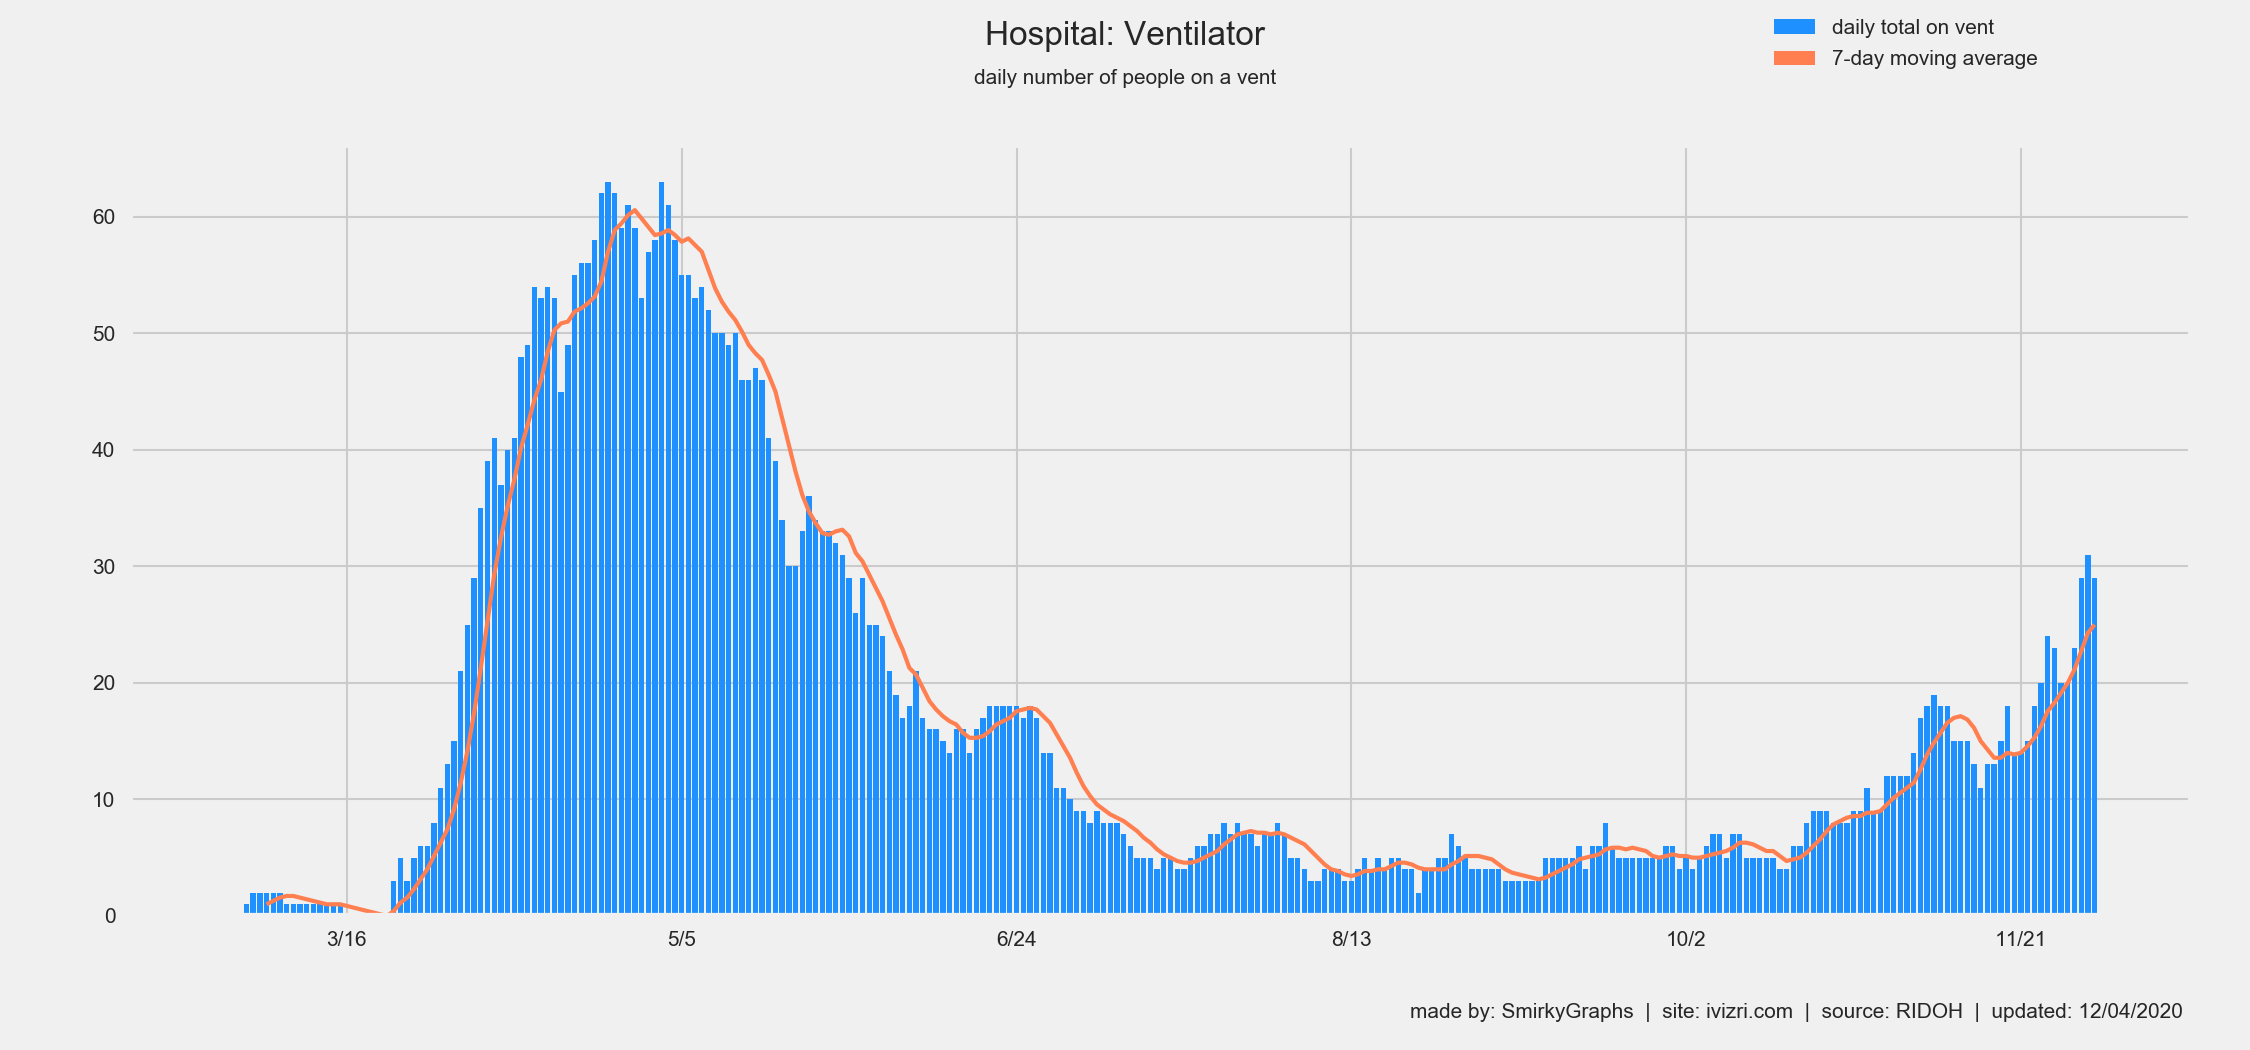 Hospital: Ventilator
daily number of people on a vent
daily total on vent
7-day moving average
60
50
40
30
20
10
0
3/16 5/5 6/24 8/13 10/2 11/21
made by: SmirkyGraphs | site: ivizri.com | source: RIDOH | updated: 12/04/2020